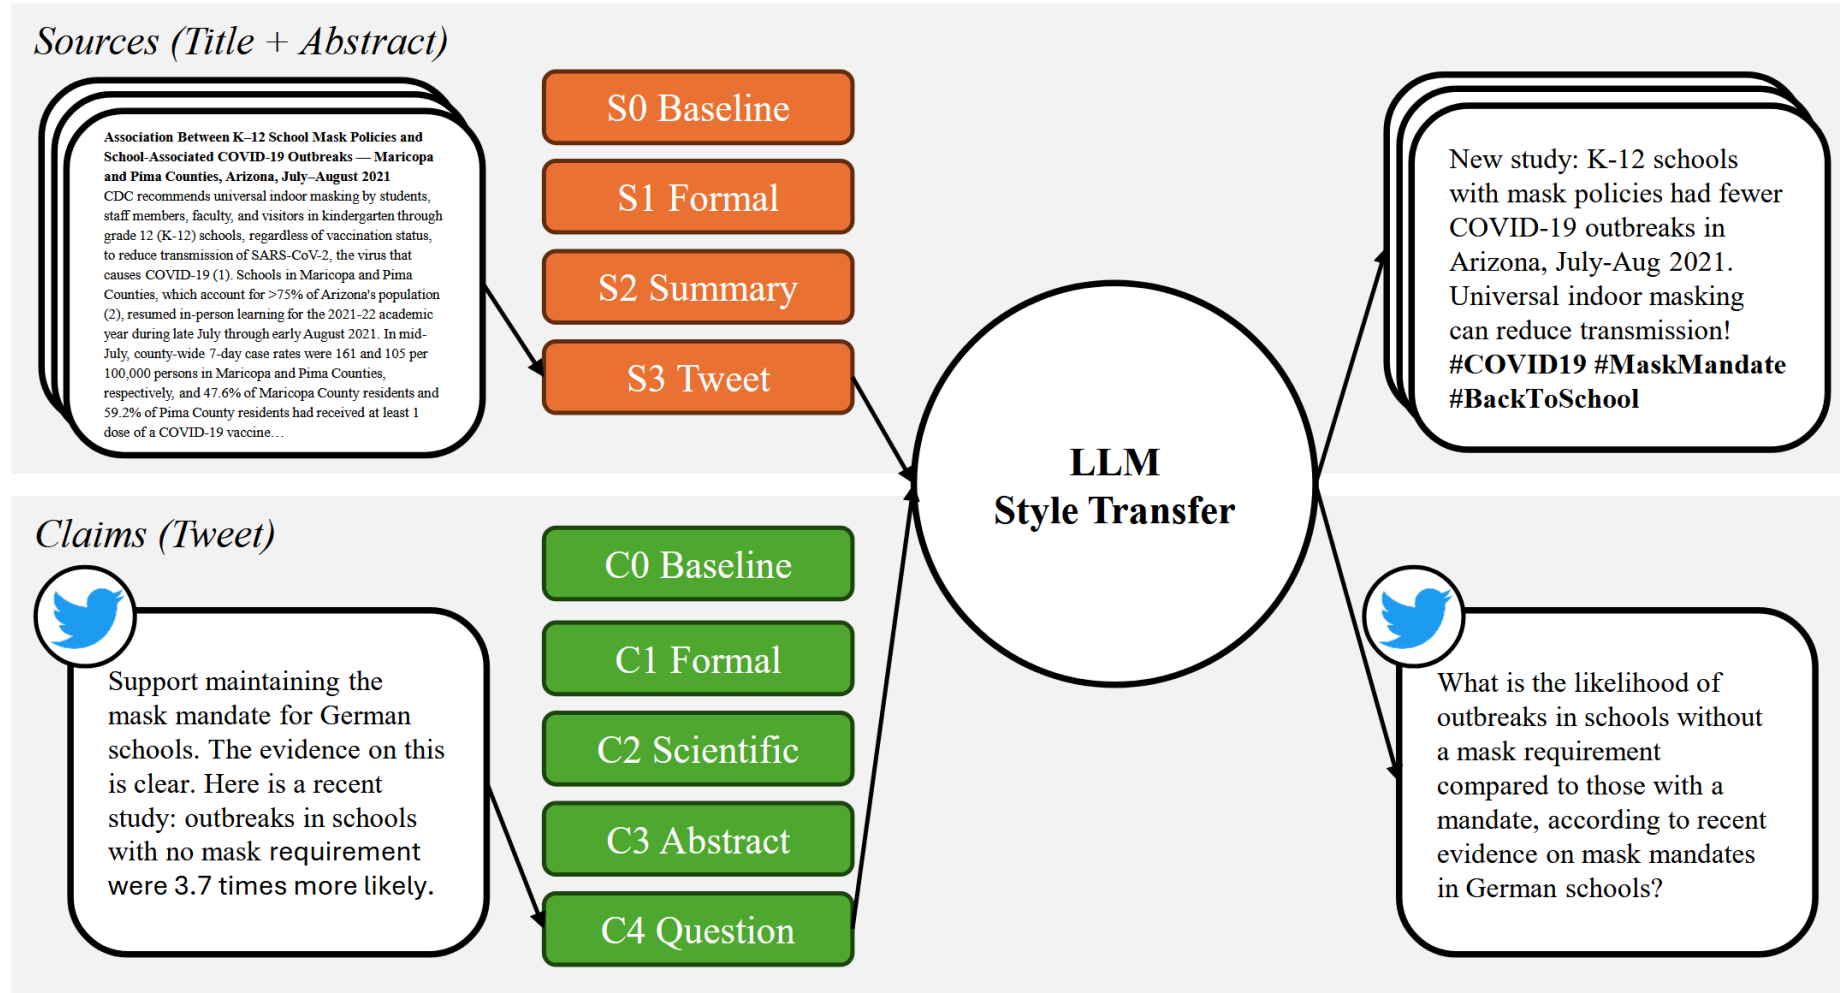 Sources (Title + Abstract)
Association Between K–12 School Mask Policies and
School-Associated COVID-19 Outbreaks — Maricopa
and Pima Counties, Arizona, July–August 2021
CDC recommends universal indoor masking by students,
staff members, faculty, and visitors in kindergarten through
grade 12 (K-12) schools, regardless of vaccination status,
to reduce transmission of SARS-CoV-2, the virus that
causes COVID-19 (1). Schools in Maricopa and Pima
Counties, which account for >75% of Arizona's population
(2), resumed in-person learning for the 2021-22 academic
year during late July through early August 2021. In mid-
July, county-wide 7-day case rates were 161 and 105 per
100,000 persons in Maricopa and Pima Counties,
respectively, and 47.6% of Maricopa County residents and
59.2% of Pima County residents had received at least 1
dose of a COVID-19 vaccine…
S0 Baseline
S1 Formal
S2 Summary
S3 Tweet
LLM
Style Transfer
New study: K-12 schools
with mask policies had fewer
COVID-19 outbreaks in
Arizona, July-Aug 2021.
Universal indoor masking
can reduce transmission!
#COVID19 #MaskMandate
#BackToSchool
Claims (Tweet)
Support maintaining the
mask mandate for German
schools. The evidence on this
is clear. Here is a recent
study: outbreaks in schools
with no mask requirement
were 3.7 times more likely.
C0 Baseline
C1 Formal
C2 Scientific
C3 Abstract
C4 Question
What is the likelihood of
outbreaks in schools without
a mask requirement
compared to those with a
mandate, according to recent
evidence on mask mandates
in German schools?